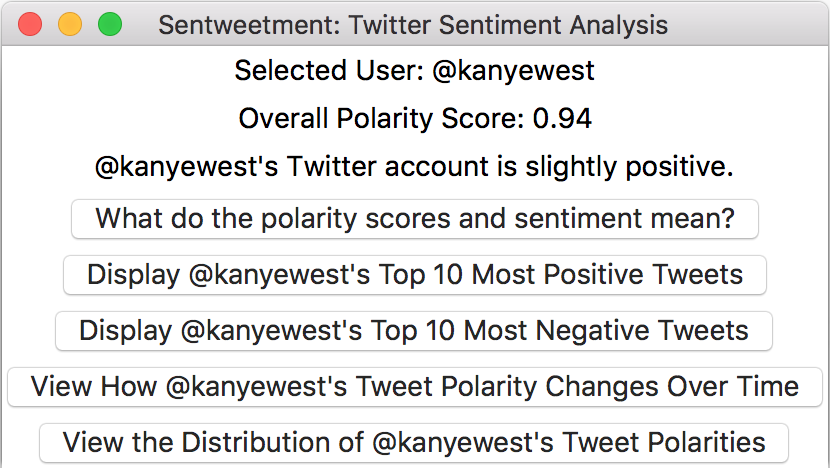 Sentweetment: Twitter Sentiment Analysis
Selected User: @kanyewest
Overall Polarity Score: 0.94
@kanyewest's Twitter account is slightly positive.
What do the polarity scores and sentiment mean?
Display @kanyewest's Top 10 Most Positive Tweets
Display @kanyewest's Top 10 Most Negative Tweets
View How @kanyewest's Tweet Polarity Changes Over Time
View the Distribution of @kanyewest's Tweet Polarities